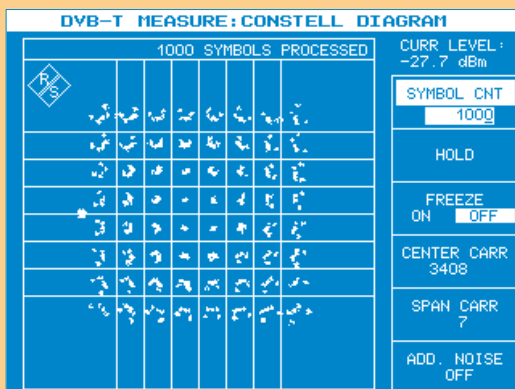 DVB-T MEASURE:CONSTELL DIAGRAM
1000 SYMBOLS PROCESSED
CURR LEVEL:
-27.7 dBm
R/S
SYMBOL CNT
1000
HOLD
FREEZE
ON OFF
CENTER CARR
3408
SPAN CARR
7
ADD. NOISE
OFF